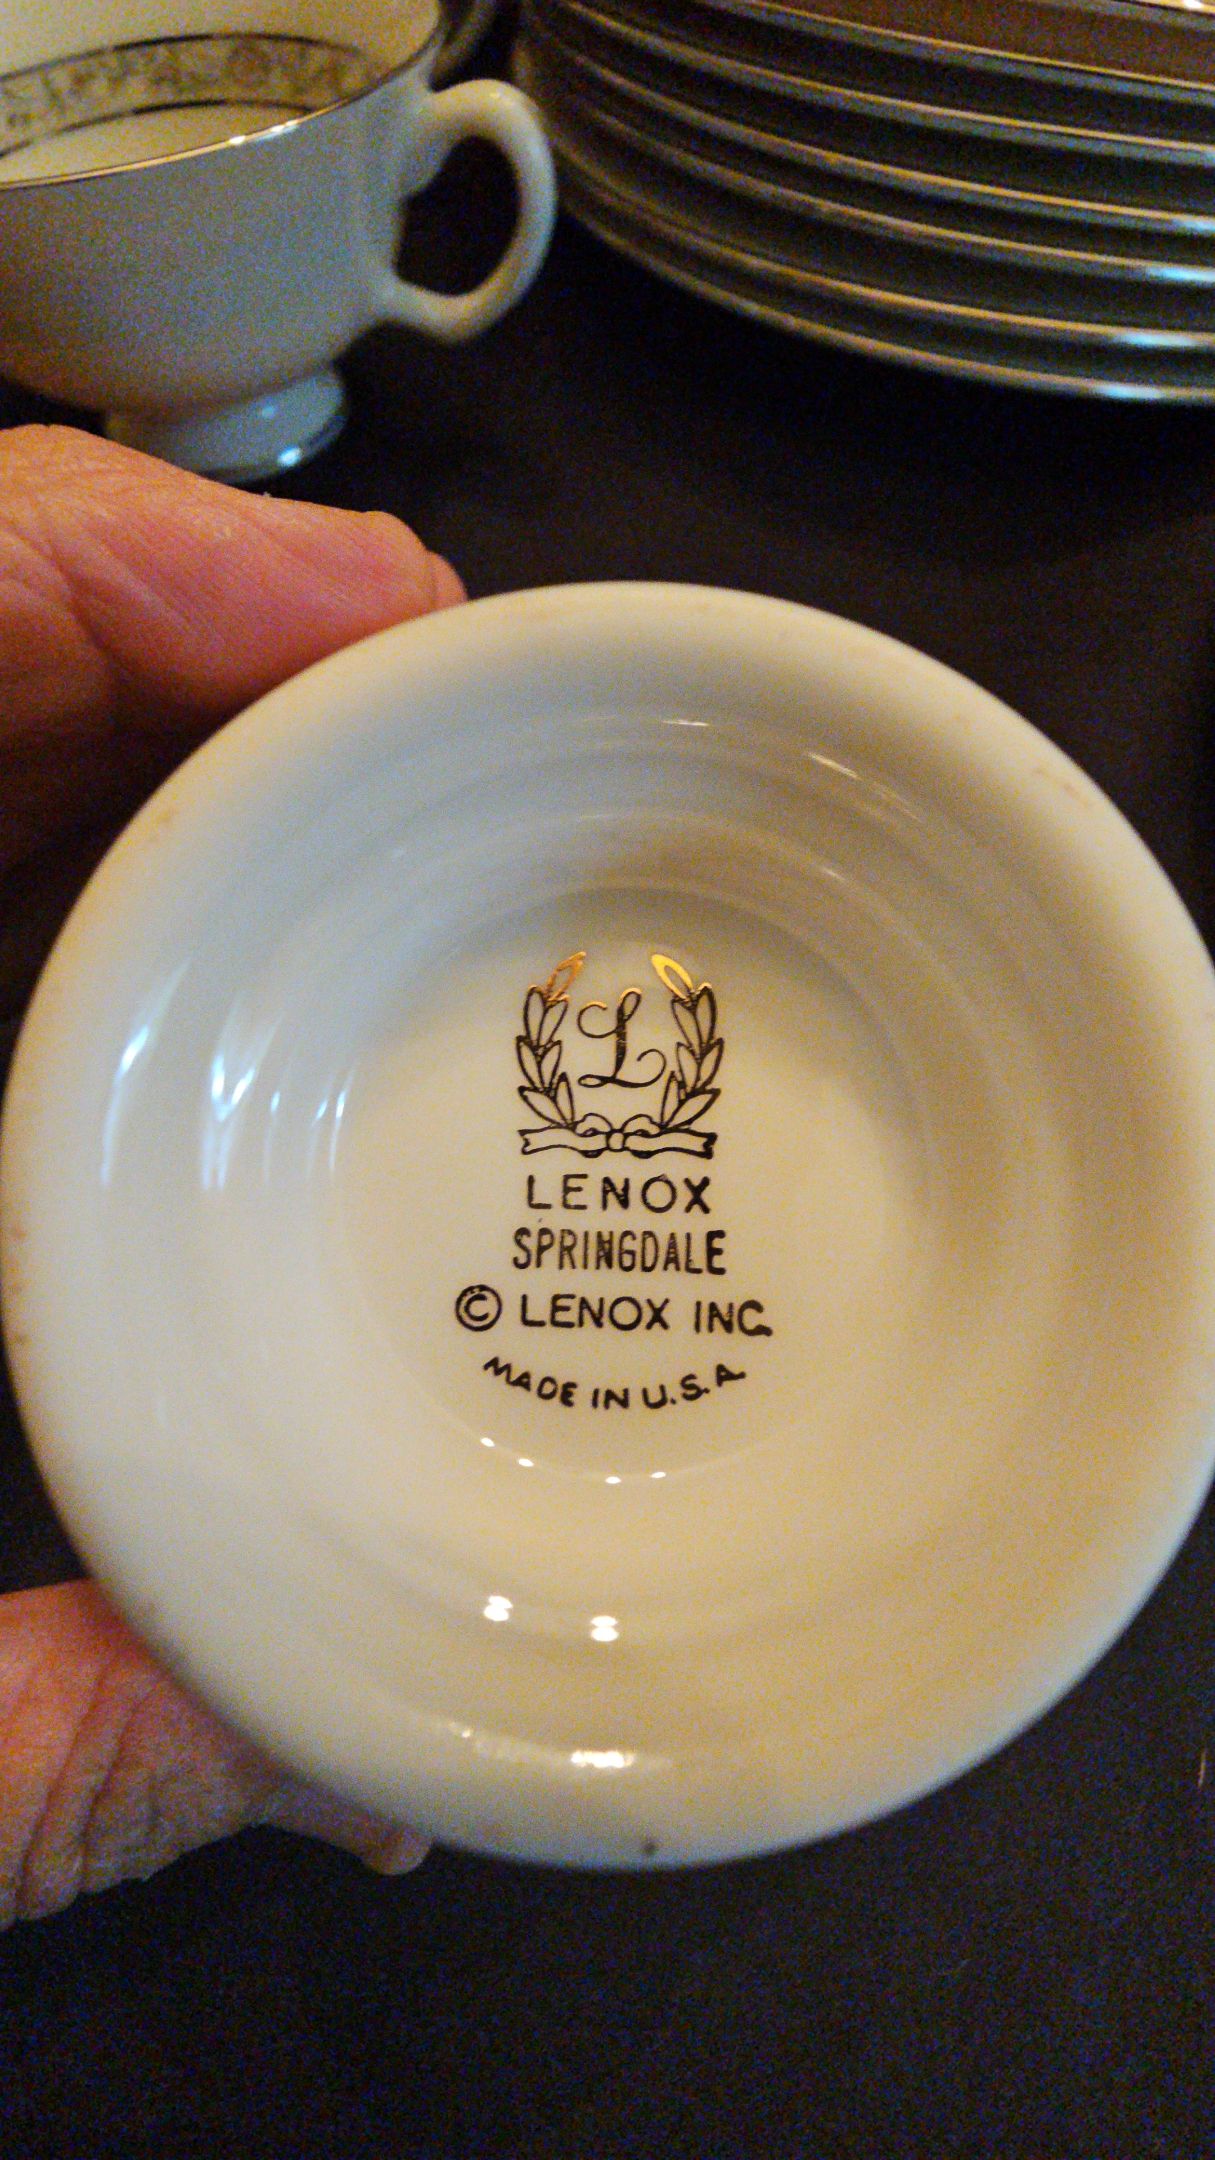 L
LENOX
SPRINGDALE
© LENOX INC.
MADE IN U.S.A.